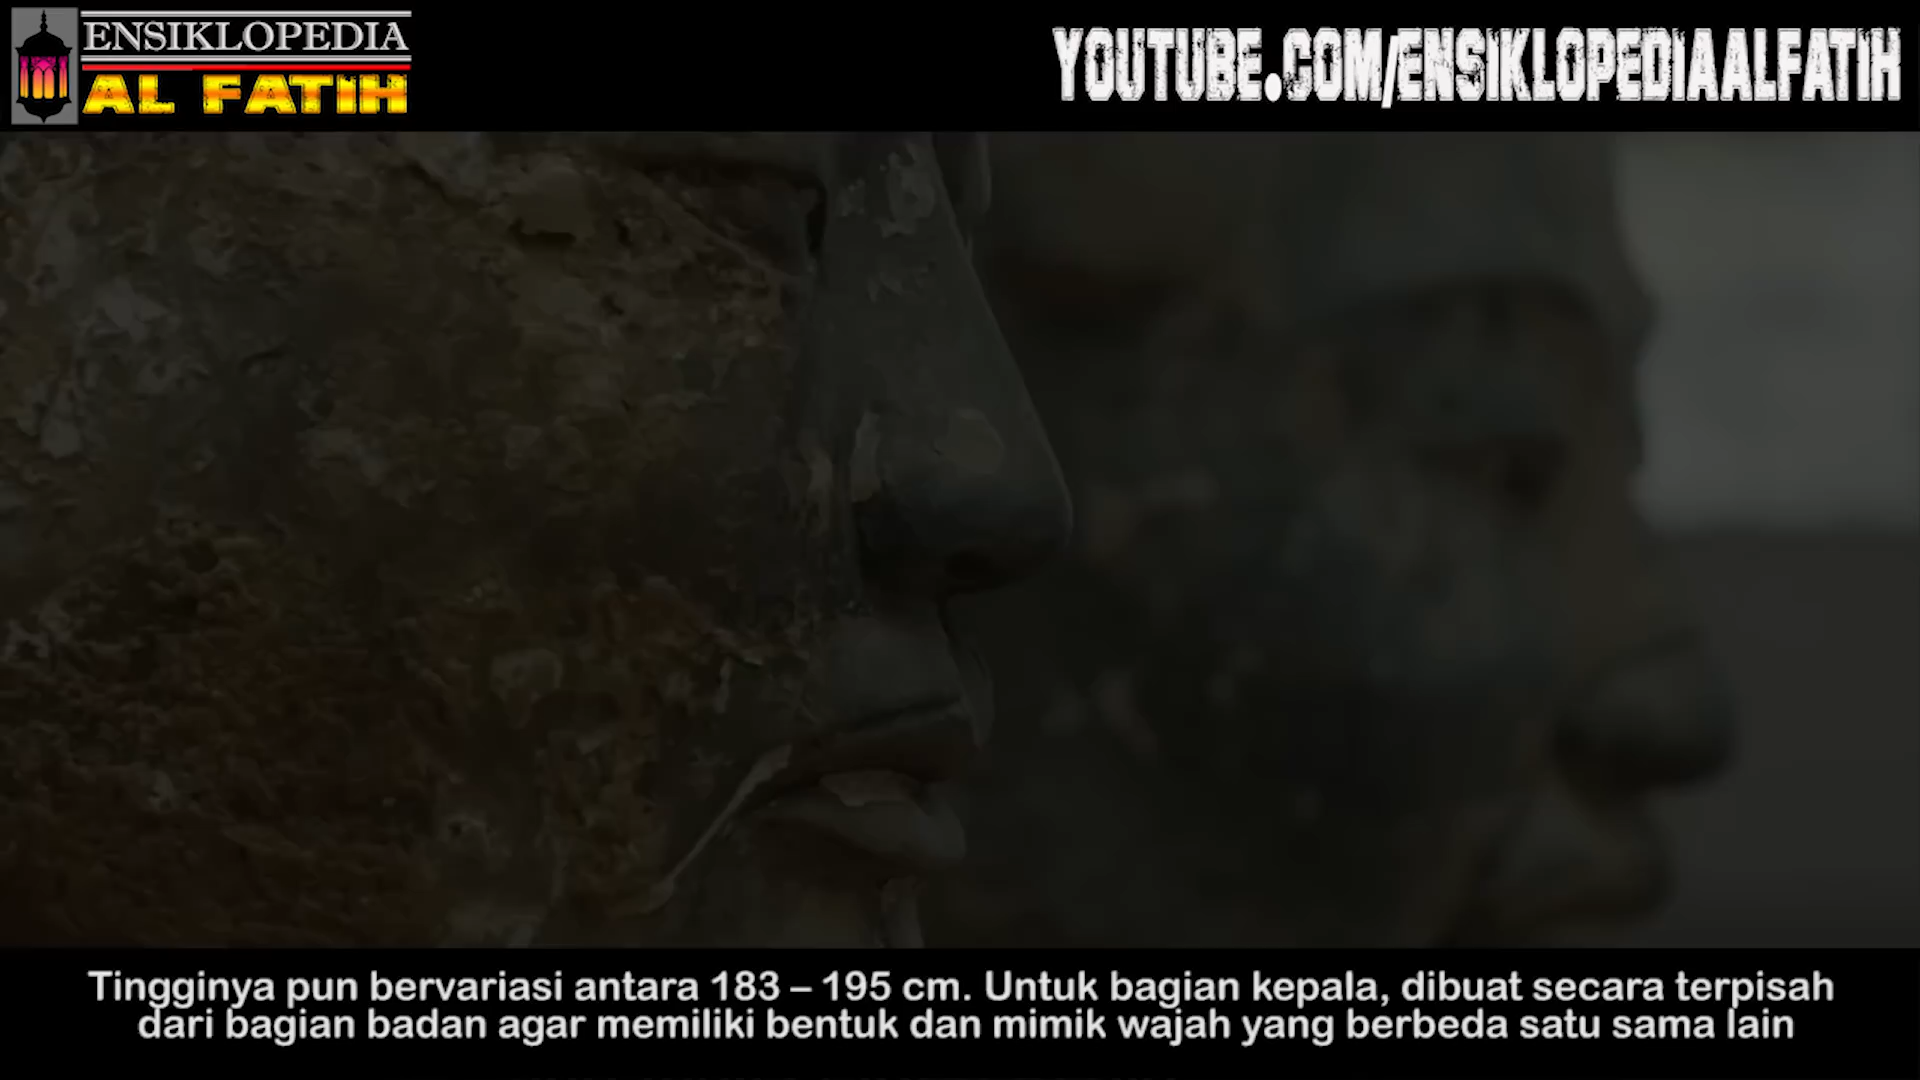 ENSIKLOPEDIA
AL FATIH
YOUTUBE.COM/ENSIKLOPEDIAALFATIH
Tingginya pun bervariasi antara 183 – 195 cm. Untuk bagian kepala, dibuat secara terpisah
dari bagian badan agar memiliki bentuk dan mimik wajah yang berbeda satu sama lain